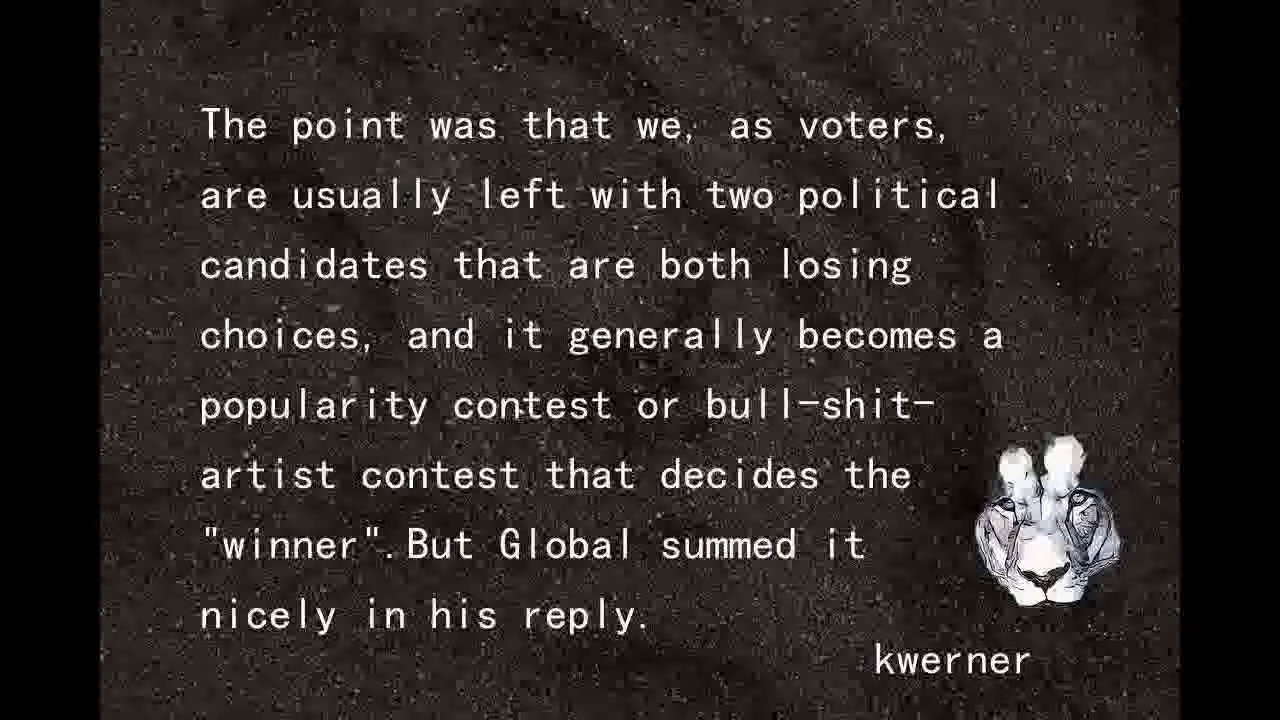 The point was that we, as voters,
are usually left with two political
candidates that are both losing
choices, and it generally becomes a
popularity contest or bull-shit-
artist contest that decides the
"winner".But Global summed it
nicely in his reply.
kwerner